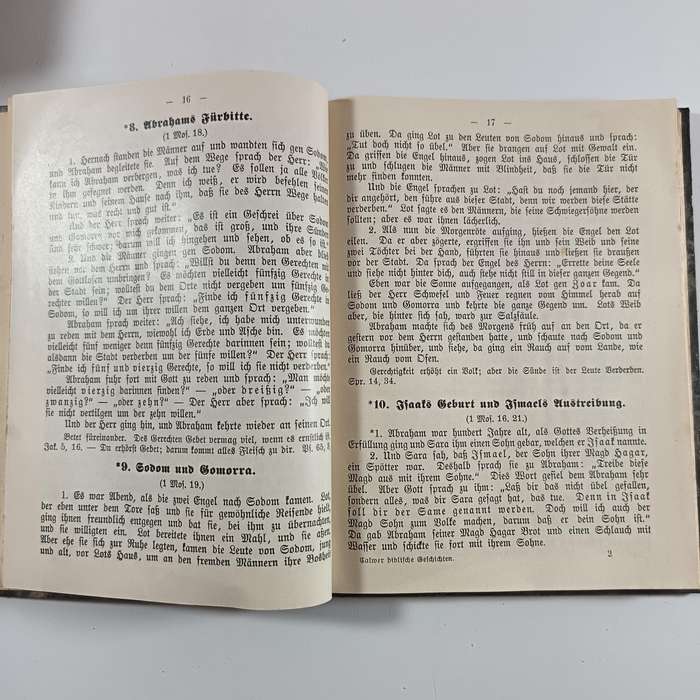 — 16 —
*8. Abrahams Fürbitte.
(1 Mos. 18.)
1. Hernach standen die Männer auf und wandten sich gen Sodom,
und Abraham begleitete sie. Auf dem Wege sprach der Herr: „Wie
kann ich Abraham verbergen, was ich tue? Es sollen ja alle Völker
in ihm gesegnet werden. Denn ich weiß, er wird befehlen seinen
Kindern und seinem Hause nach ihm, daß sie des Herrn Wege halten
und tun, was recht und gut ist.“
Und der Herr sprach weiter: „Es ist ein Geschrei über Sodom
und Gomorra vor mich gekommen, das ist groß, und ihre Sünden
sind sehr schwer; darum will ich hingehen und sehen, ob es so ist.“
2. Und die Männer gingen gen Sodom. Abraham aber blieb
stehen vor dem Herrn und sprach: „Willst du denn den Gerechten mit
dem Gottlosen umbringen? Es möchten vielleicht fünfzig Gerechte in
der Stadt sein; wolltest du dem Orte nicht vergeben um fünfzig Ge-
rechter willen?“ Der Herr sprach: „Finde ich fünfzig Gerechte in
Sodom, so will ich um ihrer willen dem ganzen Ort vergeben.“
Abraham sprach weiter: „Ach siehe, ich habe mich unterwunden
zu reden mit dem Herrn, wiewohl ich Erde und Asche bin. Es möchten
vielleicht fünf weniger denn fünfzig Gerechte darinnen sein; wolltest du
alsdann die Stadt verderben um der fünfe willen?“ Der Herr sprach:
„Finde ich fünf und vierzig Gerechte, so will ich sie nicht verderben.“
Abraham fuhr fort mit Gott zu reden und sprach: „Man möchte
vielleicht vierzig darinnen finden?“ — „oder dreißig?“ — „oder
zwanzig?“ — „oder zehn?“ — Der Herr aber sprach: „Ich will
sie nicht vertilgen um der zehn willen.“
Und der Herr ging hin, und Abraham kehrte wieder an seinen Ort.
Betet füreinander. Des Gerechten Gebet vermag viel, wenn es ernstlich ist.
Jak. 5, 16. — Du erhörst Gebet; darum kommt alles Fleisch zu dir. Ps. 65, 3.
*9. Sodom und Gomorra.
(1 Mos. 19.)
1. Es war Abend, als die zwei Engel nach Sodom kamen. Lot,
der eben unter dem Tore saß und sie für gewöhnliche Reisende hielt,
ging ihnen freundlich entgegen und bat sie, bei ihm zu übernachten,
und sie willigten ein. Lot bereitete ihnen ein Mahl, und sie aßen.
Aber ehe sie sich zur Ruhe legten, kamen die Leute von Sodom, jung
und alt, vor Lots Haus, um an den fremden Männern ihre Bosheit
— 17 —
zu üben. Da ging Lot zu den Leuten von Sodom hinaus und sprach:
„Tut doch nicht so übel.“ Aber sie drangen auf Lot mit Gewalt ein.
Da griffen die Engel hinaus, zogen Lot ins Haus, schlossen die Tür
zu und schlugen die Männer mit Blindheit, daß sie die Tür nicht
mehr finden konnten.
Und die Engel sprachen zu Lot: „Hast du noch jemand hier, der
dir angehört, den führe aus dieser Stadt, denn wir werden diese Stätte
verderben.“ Lot sagte es den Männern, die seine Schwiegersöhne werden
sollten; aber es war ihnen lächerlich.
2. Als nun die Morgenröte aufging, hießen die Engel den Lot
eilen. Da er aber zögerte, ergriffen sie ihn und sein Weib und seine
zwei Töchter bei der Hand, führten sie hinaus und ließen sie draußen
vor der Stadt. Da sprach der Engel des Herrn: „Errette deine Seele
und siehe nicht hinter dich, auch stehe nicht still in dieser ganzen Gegend.“
Eben war die Sonne aufgegangen, als Lot gen Zoar kam. Da
ließ der Herr Schwefel und Feuer regnen vom Himmel herab auf
Sodom und Gomorra und kehrte die ganze Gegend um. Lots Weib
aber, die hinter sich sah, ward zur Salzsäule.
Abraham machte sich des Morgens früh auf an den Ort, da er
gestern vor dem Herrn gestanden hatte, und schaute nach Sodom und
Gomorra hinüber, und siehe, da ging ein Rauch auf vom Lande, wie
ein Rauch vom Ofen.
Gerechtigkeit erhöht ein Volk; aber die Sünde ist der Leute Verderben.
Spr. 14, 34.
*10. Isaaks Geburt und Ismaels Austreibung.
(1 Mos. 16, 21.)
*1. Abraham war hundert Jahre alt, als Gottes Verheißung in
Erfüllung ging und Sara ihm einen Sohn gebar, welchen er Isaak nannte.
2. Und Sara sah, daß Ismael, der Sohn ihrer Magd Hagar,
ein Spötter war. Deshalb sprach sie zu Abraham: „Treibe diese
Magd aus mit ihrem Sohne.“ Dies Wort gefiel dem Abraham sehr
übel. Aber Gott sprach zu ihm: „Laß dir das nicht übel gefallen,
sondern alles, was dir Sara gesagt hat, das tue. Denn in Isaak
soll dir der Same genannt werden. Doch will ich auch der
Magd Sohn zum Volke machen, darum daß er dein Sohn ist.“
Da gab Abraham seiner Magd Hagar Brot und einen Schlauch mit
Wasser und schickte sie fort mit ihrem Sohne.
Calwer biblische Geschichten. 2